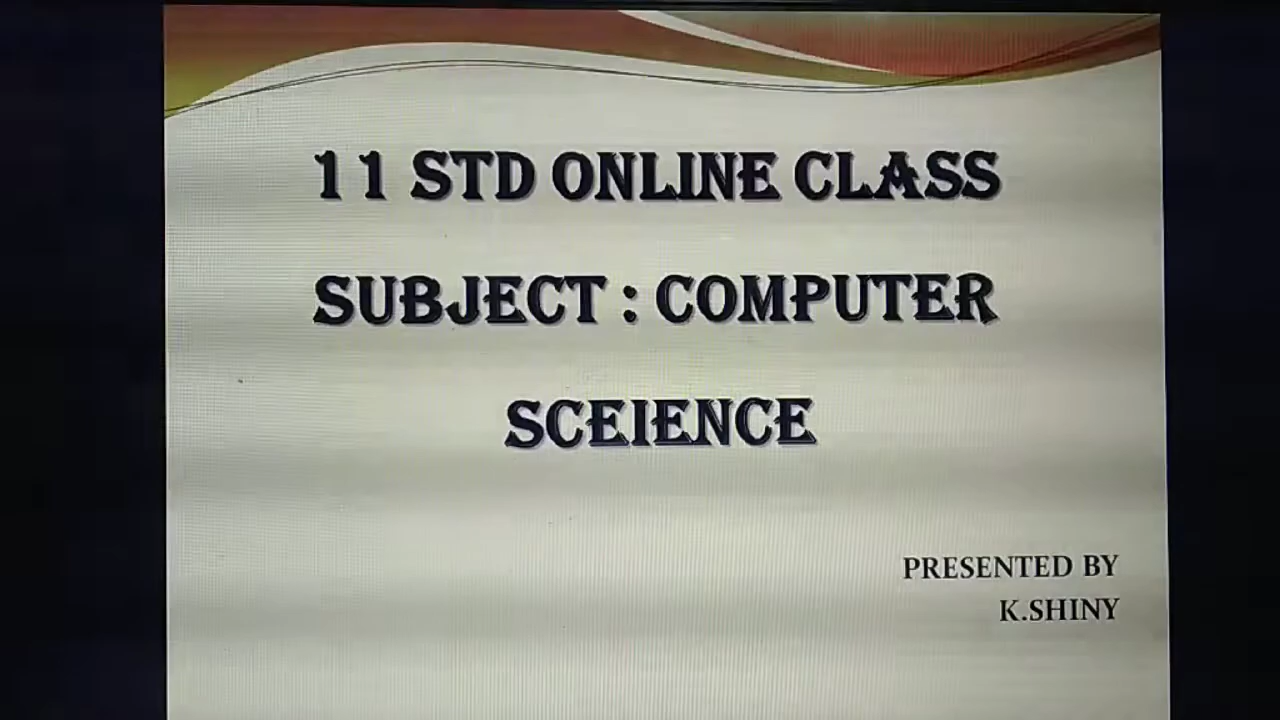 11 STD ONLINE CLASS
SUBJECT : COMPUTER
SCEIENCE
PRESENTED BY
K.SHINY